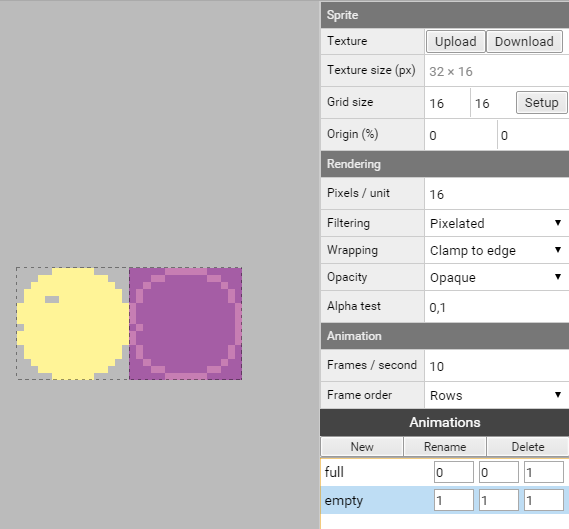 Sprite
Texture Upload Download
Texture size (px) 32 × 16
Grid size 16 16 Setup
Origin (%) 0 0
Rendering
Pixels / unit 16
Filtering Pixelated
Wrapping Clamp to edge
Opacity Opaque
Alpha test 0,1
Animation
Frames / second 10
Frame order Rows
Animations
New Rename Delete
full 0 0 1
empty 1 1 1